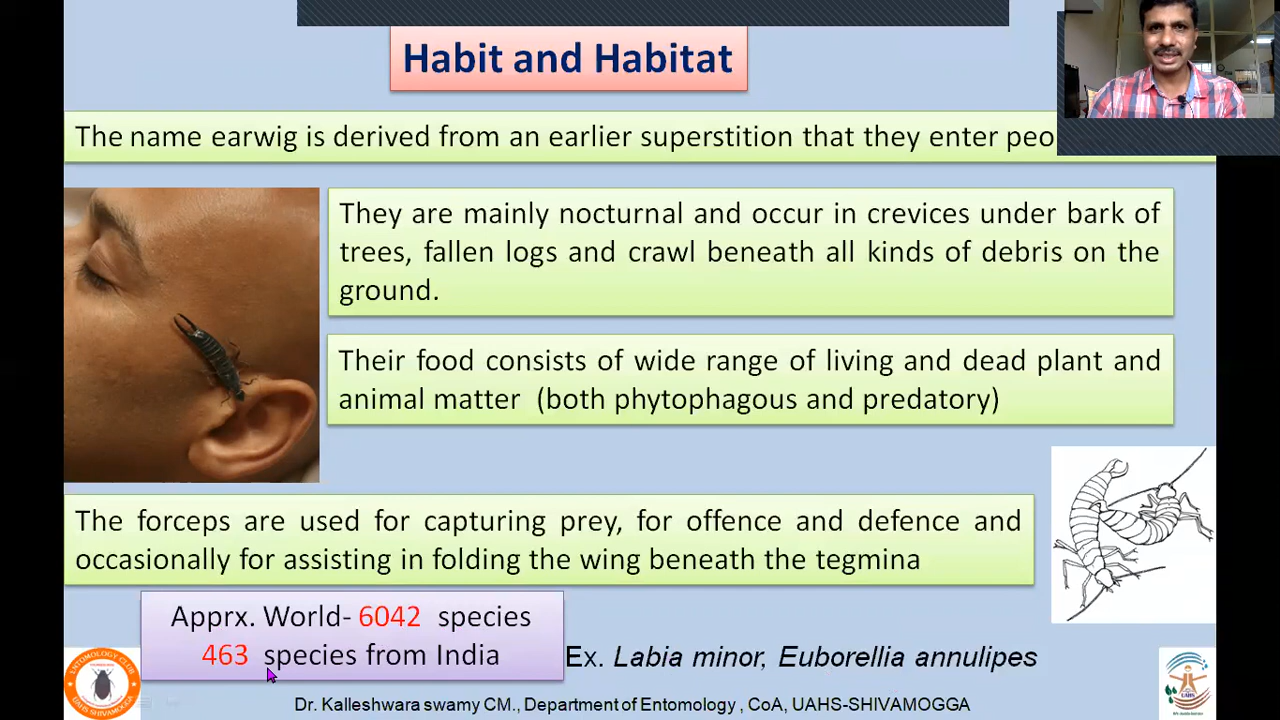 Habit and Habitat
The name earwig is derived from an earlier superstition that they enter
They are mainly nocturnal and occur in crevices under bark of
trees, fallen logs and crawl beneath all kinds of debris on the
ground.
Their food consists of wide range of living and dead plant and
animal matter (both phytophagous and predatory)
The forceps are used for capturing prey, for offence and defence and
occasionally for assisting in folding the wing beneath the tegmina
Apprx. World- 6042 species
463 species from India
Ex. Labia minor, Euborellia annulipes
ENTOMOLOGY CLUB
UAHS-SHIVAMOGGA
UAHS
Dr. Kalleshwara swamy CM., Department of Entomology , CoA, UAHS-SHIVAMOGGA